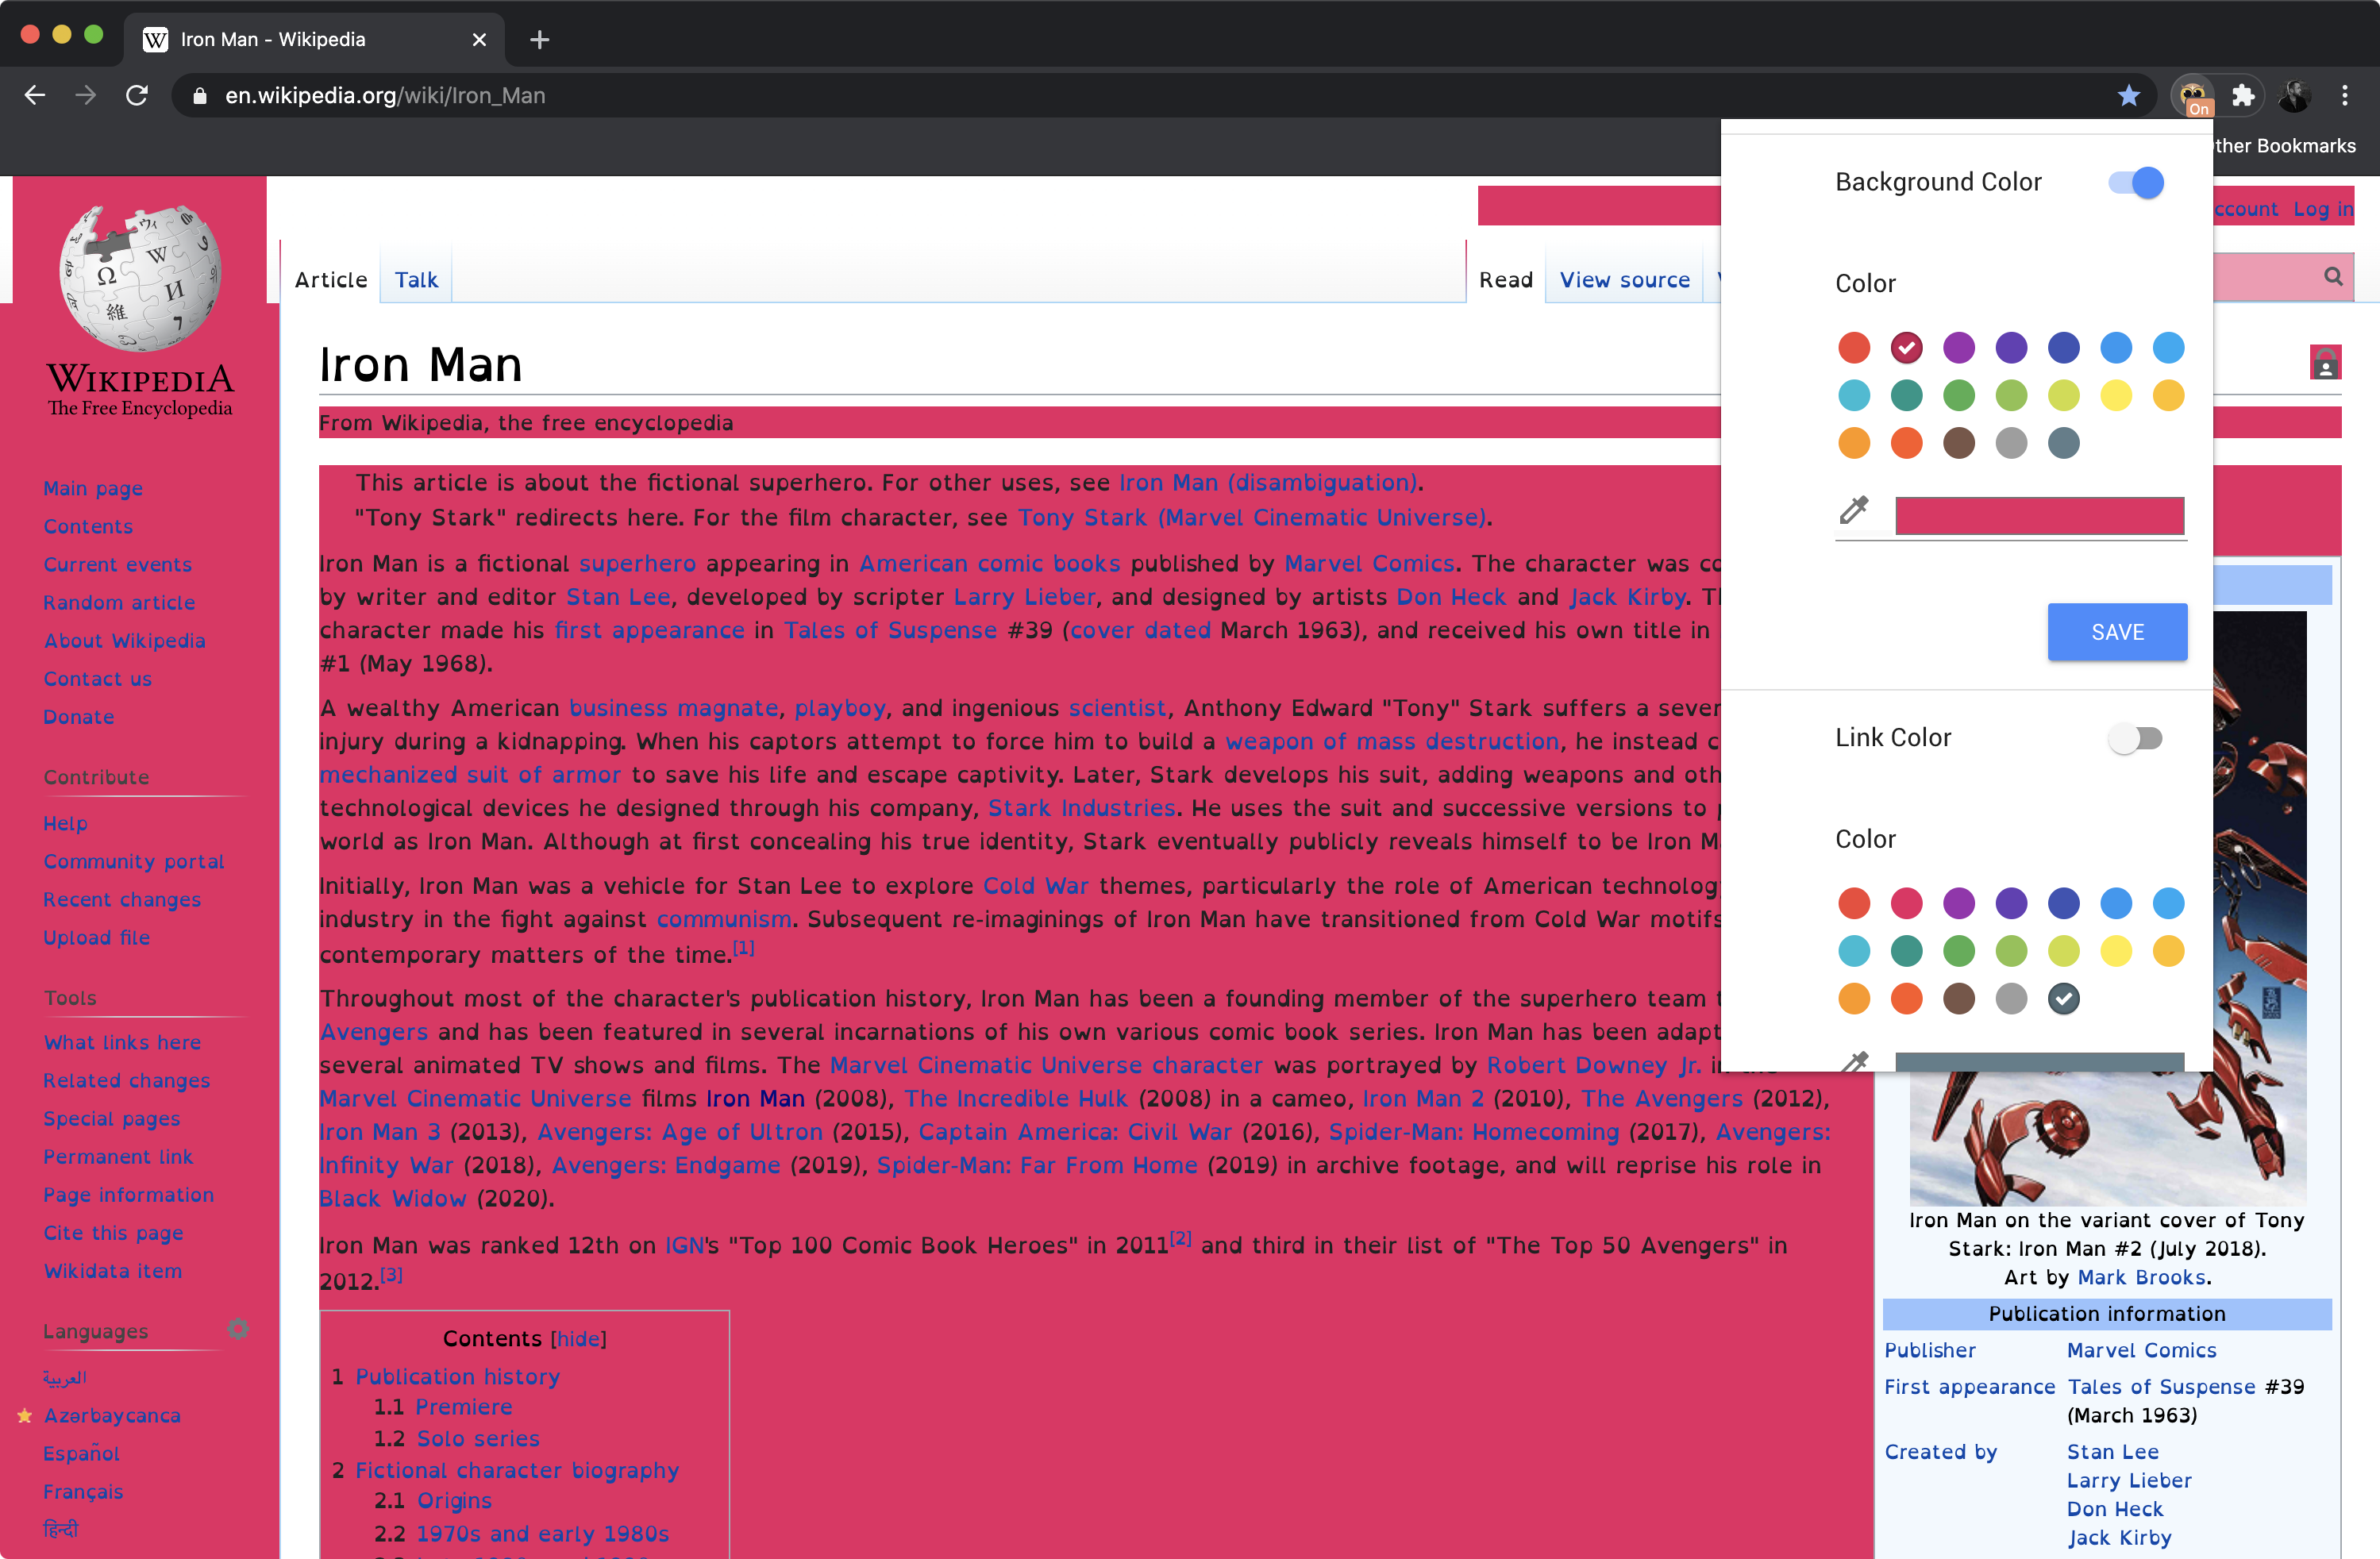 Iron Man - Wikipedia
en.wikipedia.org/wiki/Iron_Man
On
ther Bookmarks
ccount Log in
Article Talk
Read View source
WIKIPEDIA
The Free Encyclopedia
Main page
Contents
Current events
Random article
About Wikipedia
Contact us
Donate
Contribute
Help
Community portal
Recent changes
Upload file
Tools
What links here
Related changes
Special pages
Permanent link
Page information
Cite this page
Wikidata item
Languages
العربية
Azərbaycanca
Español
Français
हिन्दी
Iron Man
From Wikipedia, the free encyclopedia
This article is about the fictional superhero. For other uses, see Iron Man (disambiguation).
"Tony Stark" redirects here. For the film character, see Tony Stark (Marvel Cinematic Universe).
Iron Man is a fictional superhero appearing in American comic books published by Marvel Comics. The character was co
by writer and editor Stan Lee, developed by scripter Larry Lieber, and designed by artists Don Heck and Jack Kirby. T
character made his first appearance in Tales of Suspense #39 (cover dated March 1963), and received his own title in
#1 (May 1968).
A wealthy American business magnate, playboy, and ingenious scientist, Anthony Edward "Tony" Stark suffers a sever
injury during a kidnapping. When his captors attempt to force him to build a weapon of mass destruction, he instead c
mechanized suit of armor to save his life and escape captivity. Later, Stark develops his suit, adding weapons and oth
technological devices he designed through his company, Stark Industries. He uses the suit and successive versions to
world as Iron Man. Although at first concealing his true identity, Stark eventually publicly reveals himself to be Iron M
Initially, Iron Man was a vehicle for Stan Lee to explore Cold War themes, particularly the role of American technolog
industry in the fight against communism. Subsequent re-imaginings of Iron Man have transitioned from Cold War motifs
contemporary matters of the time.[1]
Throughout most of the character's publication history, Iron Man has been a founding member of the superhero team
Avengers and has been featured in several incarnations of his own various comic book series. Iron Man has been adapt
several animated TV shows and films. The Marvel Cinematic Universe character was portrayed by Robert Downey Jr. in the
Marvel Cinematic Universe films Iron Man (2008), The Incredible Hulk (2008) in a cameo, Iron Man 2 (2010), The Avengers (2012),
Iron Man 3 (2013), Avengers: Age of Ultron (2015), Captain America: Civil War (2016), Spider-Man: Homecoming (2017), Avengers:
Infinity War (2018), Avengers: Endgame (2019), Spider-Man: Far From Home (2019) in archive footage, and will reprise his role in
Black Widow (2020).
Iron Man was ranked 12th on IGN's "Top 100 Comic Book Heroes" in 2011[2] and third in their list of "The Top 50 Avengers" in
2012.[3]
Contents [hide]
1 Publication history
1.1 Premiere
1.2 Solo series
2 Fictional character biography
2.1 Origins
2.2 1970s and early 1980s
Background Color
Color
SAVE
Link Color
Color
Iron Man on the variant cover of Tony
Stark: Iron Man #2 (July 2018).
Art by Mark Brooks.
Publication information
Publisher Marvel Comics
First appearance Tales of Suspense #39
(March 1963)
Created by Stan Lee
Larry Lieber
Don Heck
Jack Kirby